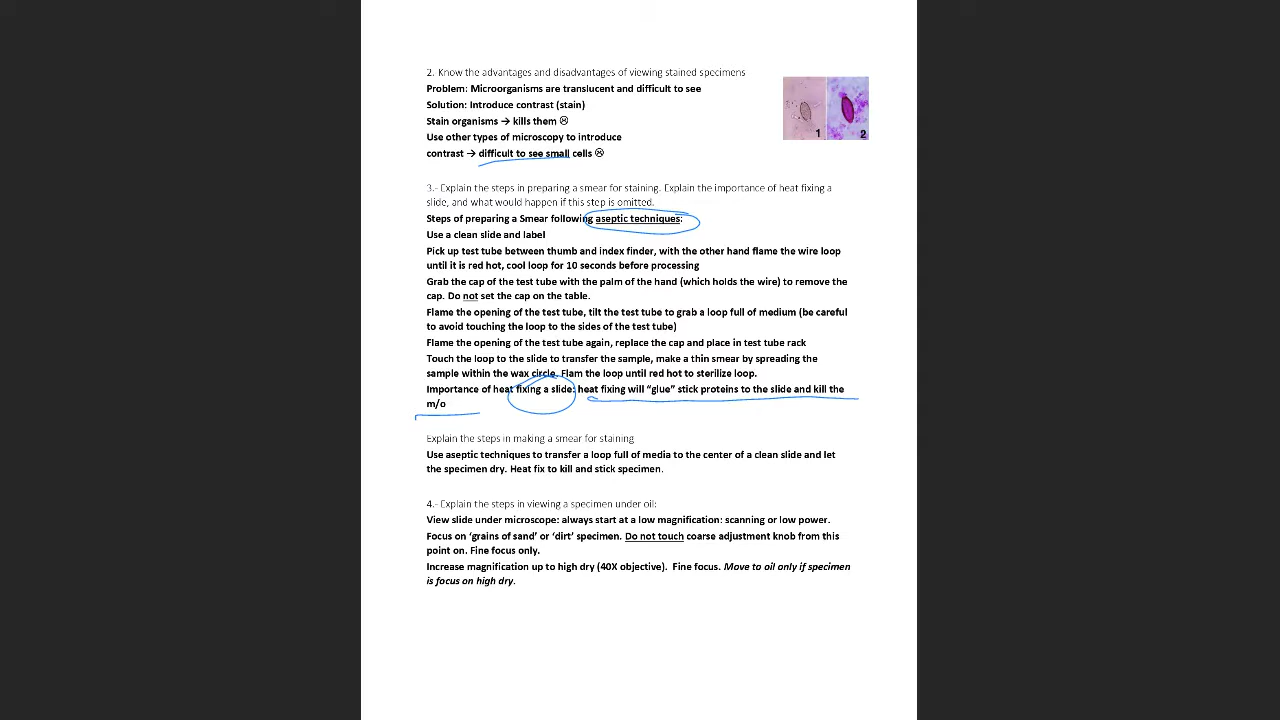 2. Know the advantages and disadvantages of viewing stained specimens
Problem: Microorganisms are translucent and difficult to see
Solution: Introduce contrast (stain)
Stain organisms → kills them ☹
Use other types of microscopy to introduce
contrast → difficult to see small cells ☹
1 2
3.- Explain the steps in preparing a smear for staining. Explain the importance of heat fixing a
slide, and what would happen if this step is omitted.
Steps of preparing a Smear following aseptic techniques:
Use a clean slide and label
Pick up test tube between thumb and index finder, with the other hand flame the wire loop
until it is red hot, cool loop for 10 seconds before processing
Grab the cap of the test tube with the palm of the hand (which holds the wire) to remove the
cap. Do not set the cap on the table.
Flame the opening of the test tube, tilt the test tube to grab a loop full of medium (be careful
to avoid touching the loop to the sides of the test tube)
Flame the opening of the test tube again, replace the cap and place in test tube rack
Touch the loop to the slide to transfer the sample, make a thin smear by spreading the
sample within the wax circle. Flam the loop until red hot to sterilize loop.
Importance of heat fixing a slide: heat fixing will “glue” stick proteins to the slide and kill the
m/o
Explain the steps in making a smear for staining
Use aseptic techniques to transfer a loop full of media to the center of a clean slide and let
the specimen dry. Heat fix to kill and stick specimen.
4.- Explain the steps in viewing a specimen under oil:
View slide under microscope: always start at a low magnification: scanning or low power.
Focus on ‘grains of sand’ or ‘dirt’ specimen. Do not touch coarse adjustment knob from this
point on. Fine focus only.
Increase magnification up to high dry (40X objective). Fine focus. Move to oil only if specimen
is focus on high dry.